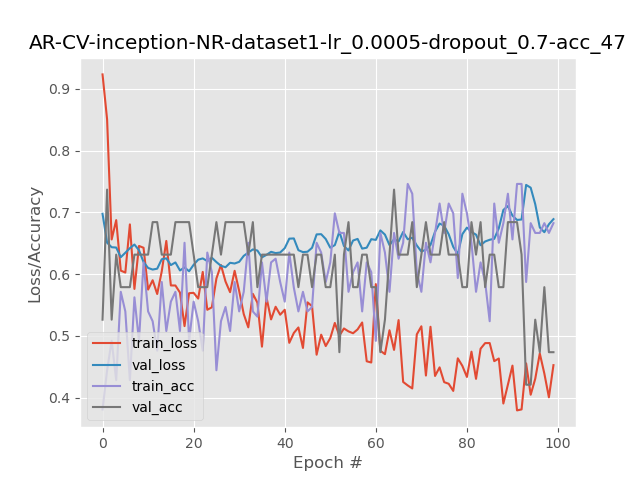 AR-CV-inception-NR-dataset1-lr_0.0005-dropout_0.7-acc_47
0.9
0.8
0.7
0.6
0.5
0.4
Loss/Accuracy
train_loss
val_loss
train_acc
val_acc
0 20 40 60 80 100
Epoch #